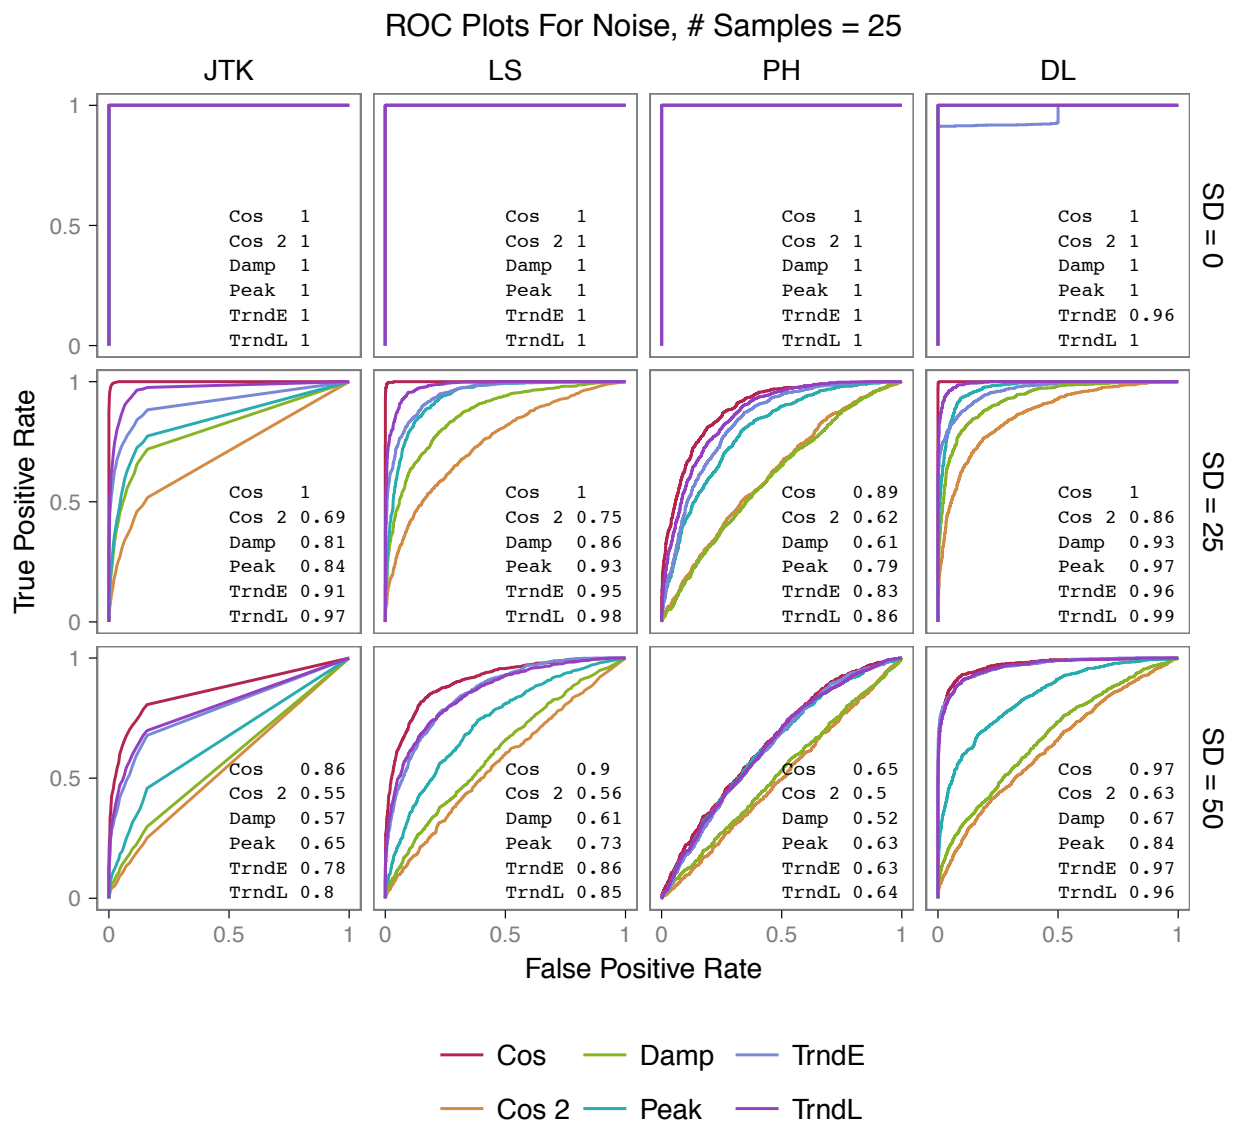 ROC Plots For Noise, # Samples = 25
JTK LS PH DL
1
0.5
0
Cos 1
Cos 2 1
Damp 1
Peak 1
TrndE 1
TrndL 1
Cos 1
Cos 2 1
Damp 1
Peak 1
TrndE 1
TrndL 1
Cos 1
Cos 2 1
Damp 1
Peak 1
TrndE 1
TrndL 1
Cos 1
Cos 2 1
Damp 1
Peak 1
TrndE 0.96
TrndL 1
SD = 0
True Positive Rate
1
0.5
0
Cos 1
Cos 2 0.69
Damp 0.81
Peak 0.84
TrndE 0.91
TrndL 0.97
Cos 1
Cos 2 0.75
Damp 0.86
Peak 0.93
TrndE 0.95
TrndL 0.98
Cos 0.89
Cos 2 0.62
Damp 0.61
Peak 0.79
TrndE 0.83
TrndL 0.86
Cos 1
Cos 2 0.86
Damp 0.93
Peak 0.97
TrndE 0.96
TrndL 0.99
SD = 25
1
0.5
0
Cos 0.86
Cos 2 0.55
Damp 0.57
Peak 0.65
TrndE 0.78
TrndL 0.8
Cos 0.9
Cos 2 0.56
Damp 0.61
Peak 0.73
TrndE 0.86
TrndL 0.85
Cos 0.65
Cos 2 0.5
Damp 0.52
Peak 0.63
TrndE 0.63
TrndL 0.64
Cos 0.97
Cos 2 0.63
Damp 0.67
Peak 0.84
TrndE 0.97
TrndL 0.96
SD = 50
0 0.5 1 0 0.5 1 0 0.5 1 0 0.5 1
False Positive Rate
Cos Damp TrndE
Cos 2 Peak TrndL